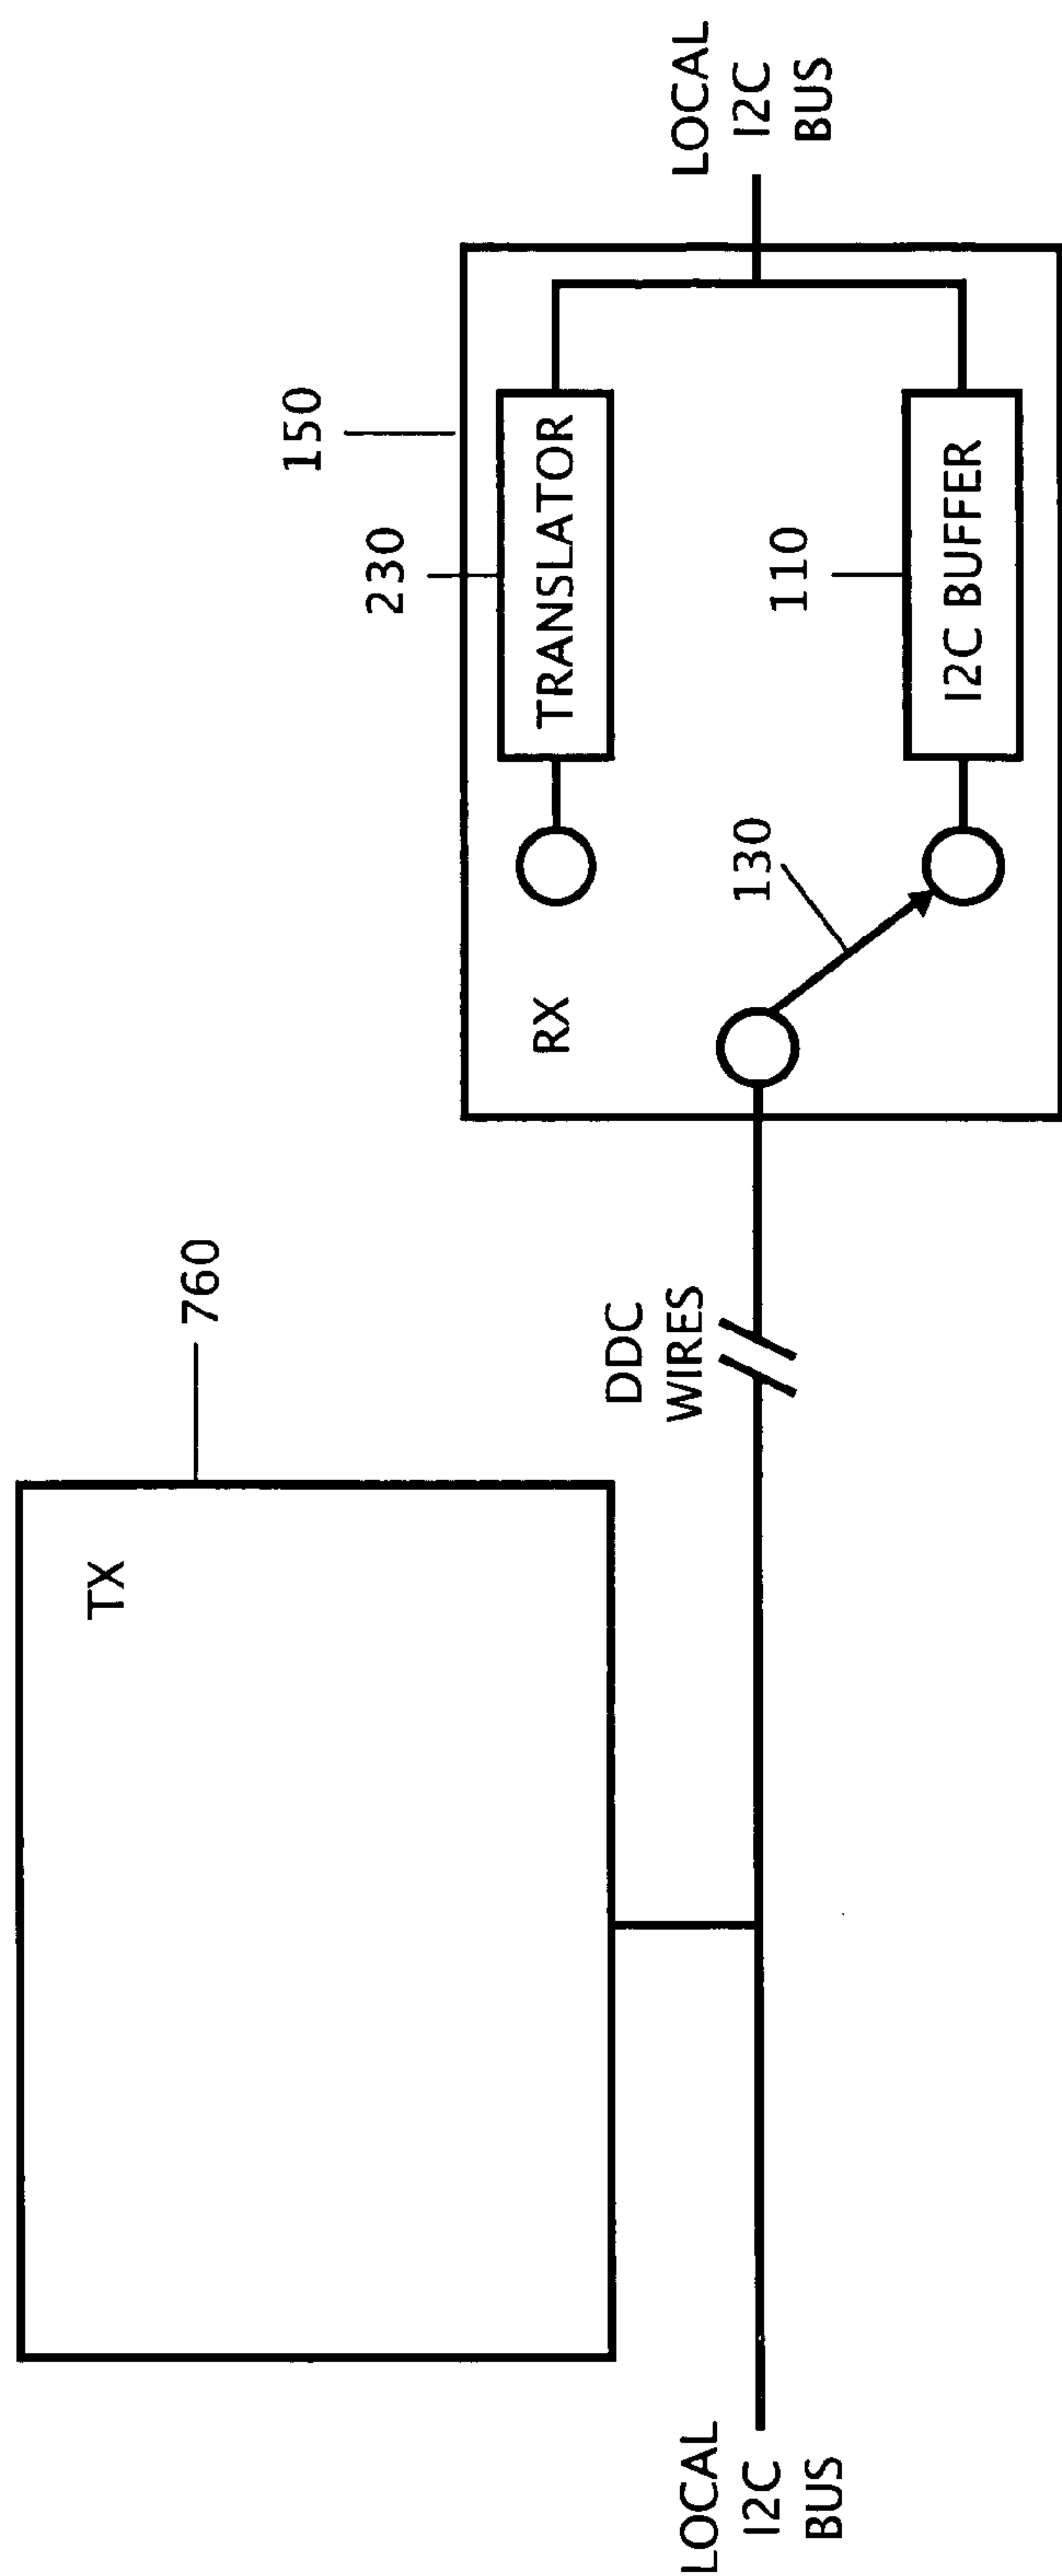 TX
760
LOCAL
I2C
BUS
DDC
WIRES
150
230
RX
TRANSLATOR
130
110
I2C BUFFER
LOCAL
I2C
BUS